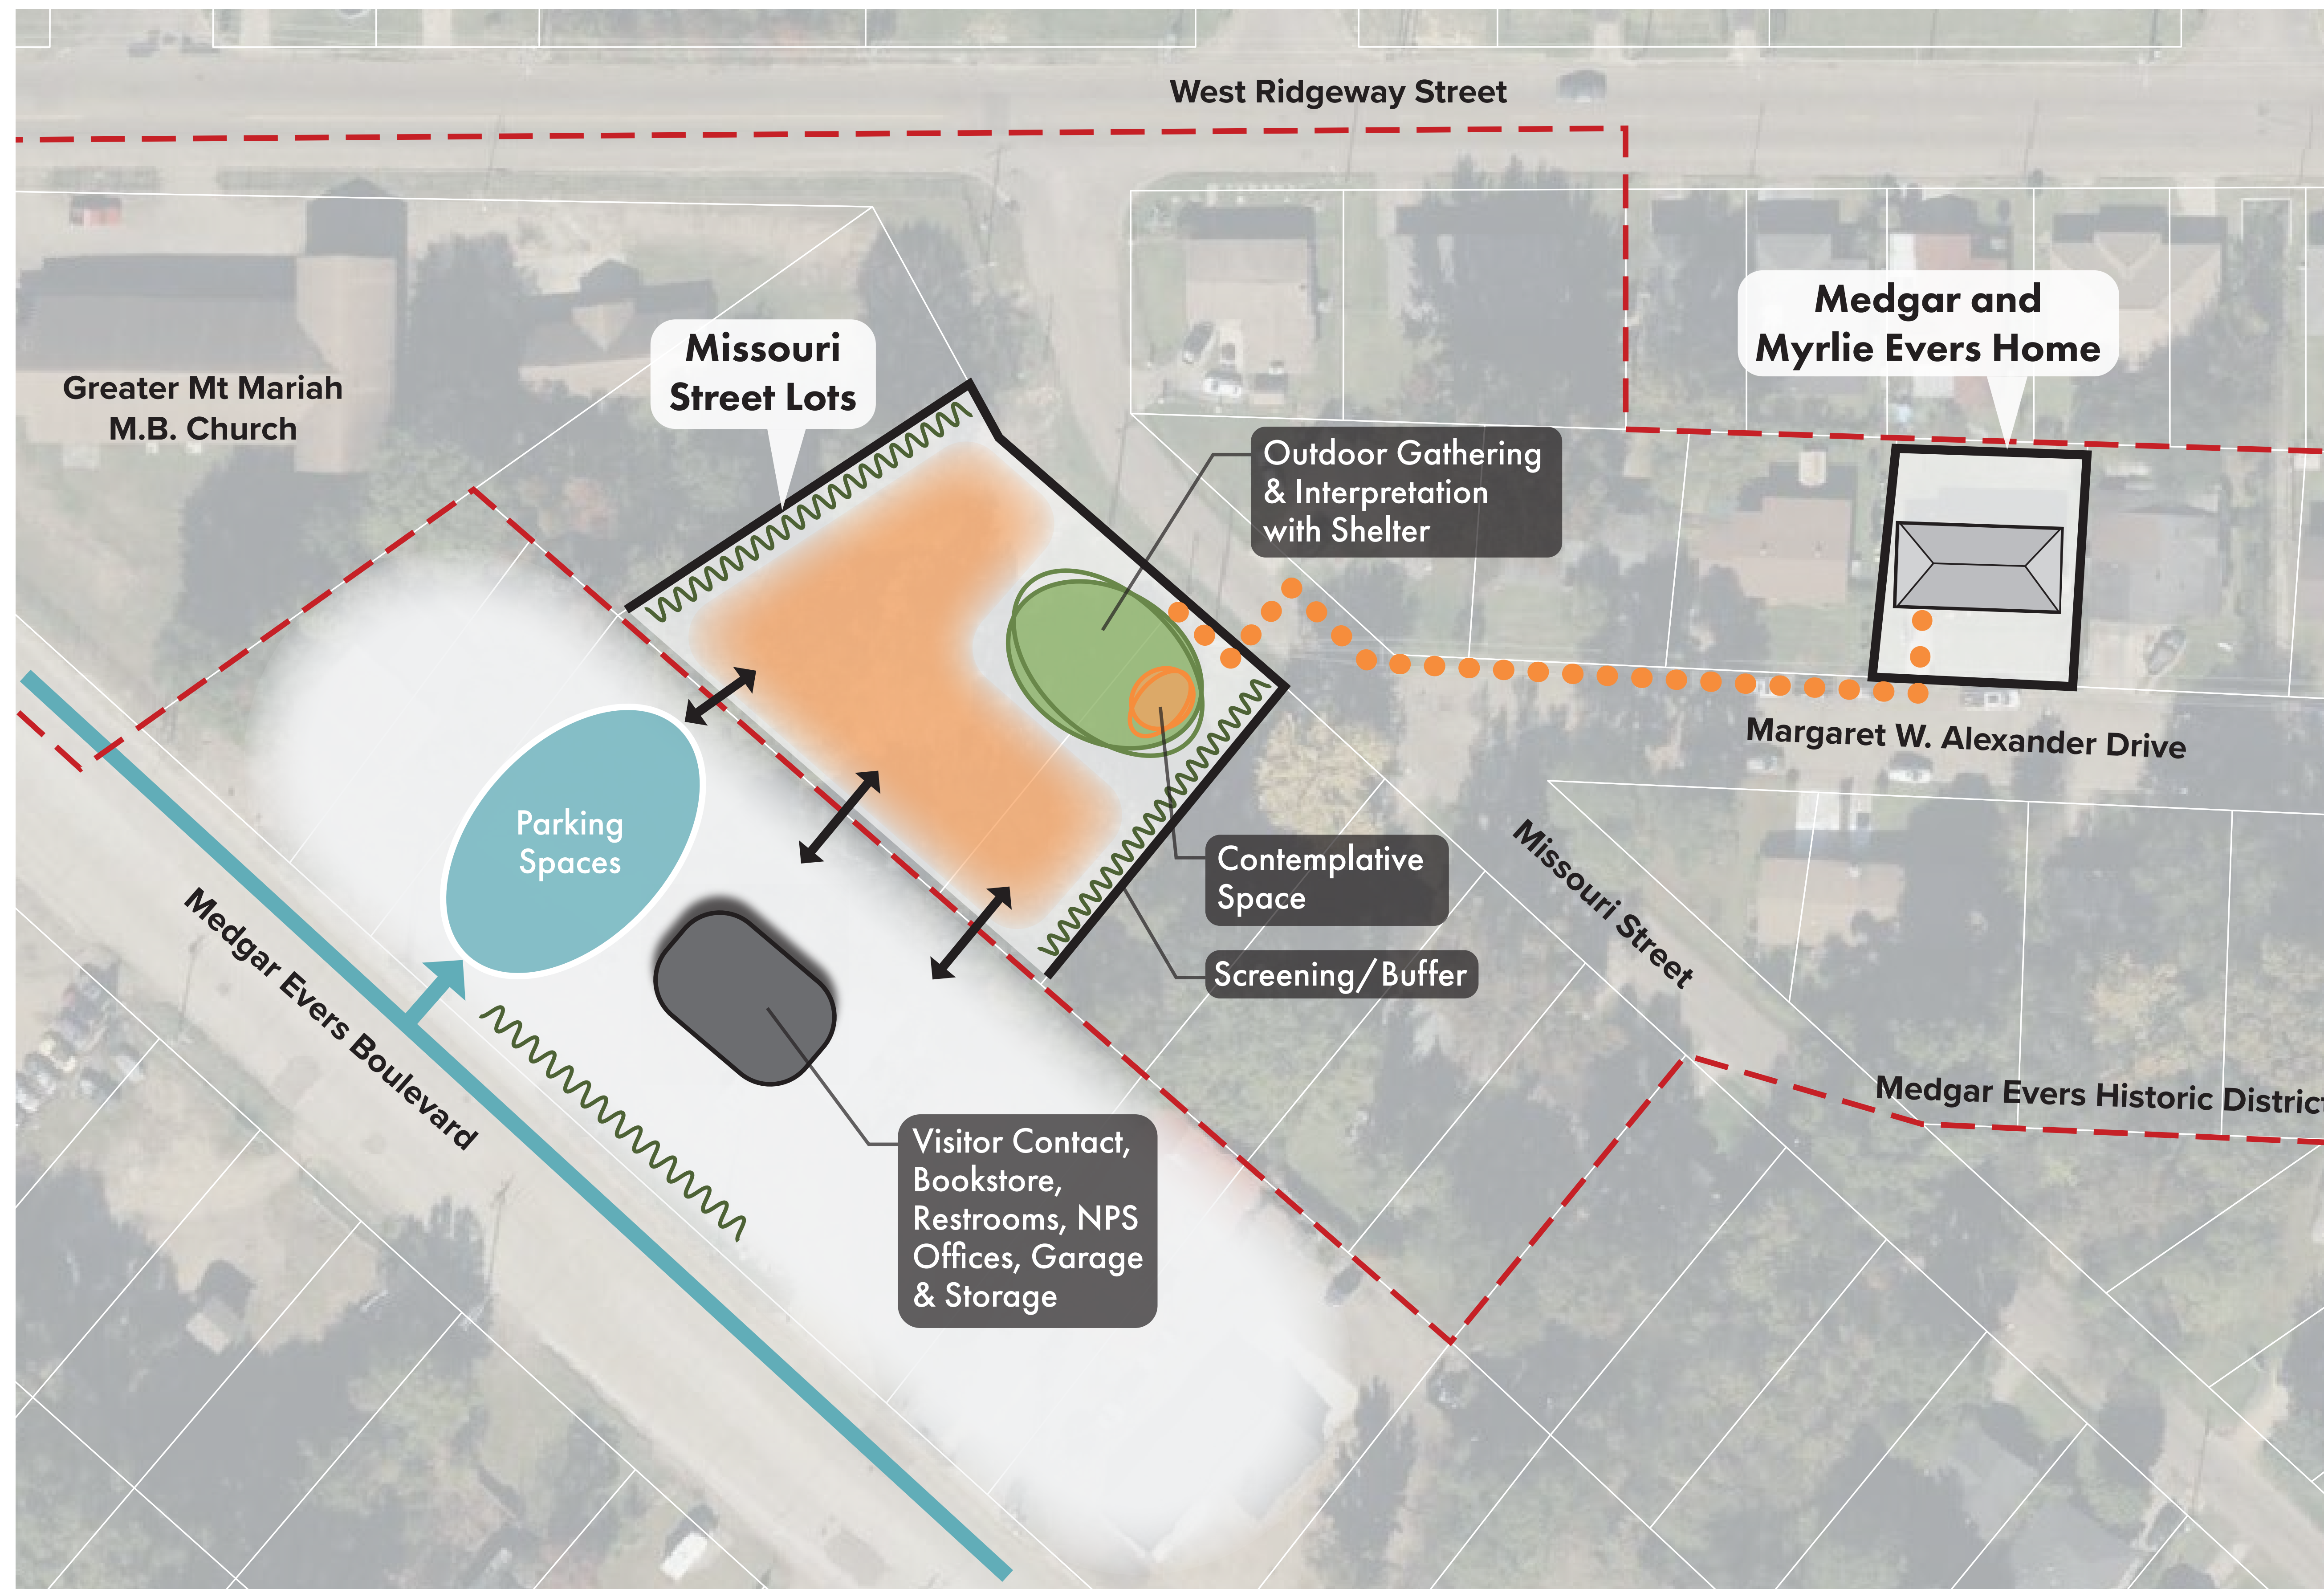 West Ridgeway Street
Medgar and
Myrlie Evers Home
Missouri
Street Lots
Greater Mt Mariah
M.B. Church
Outdoor Gathering
& Interpretation
with Shelter
Margaret W. Alexander Drive
Parking
Spaces
Contemplative
Space
Missouri Street
Screening/Buffer
Medgar Evers Boulevard
Medgar Evers Historic District
Visitor Contact,
Bookstore,
Restrooms, NPS
Offices, Garage
& Storage